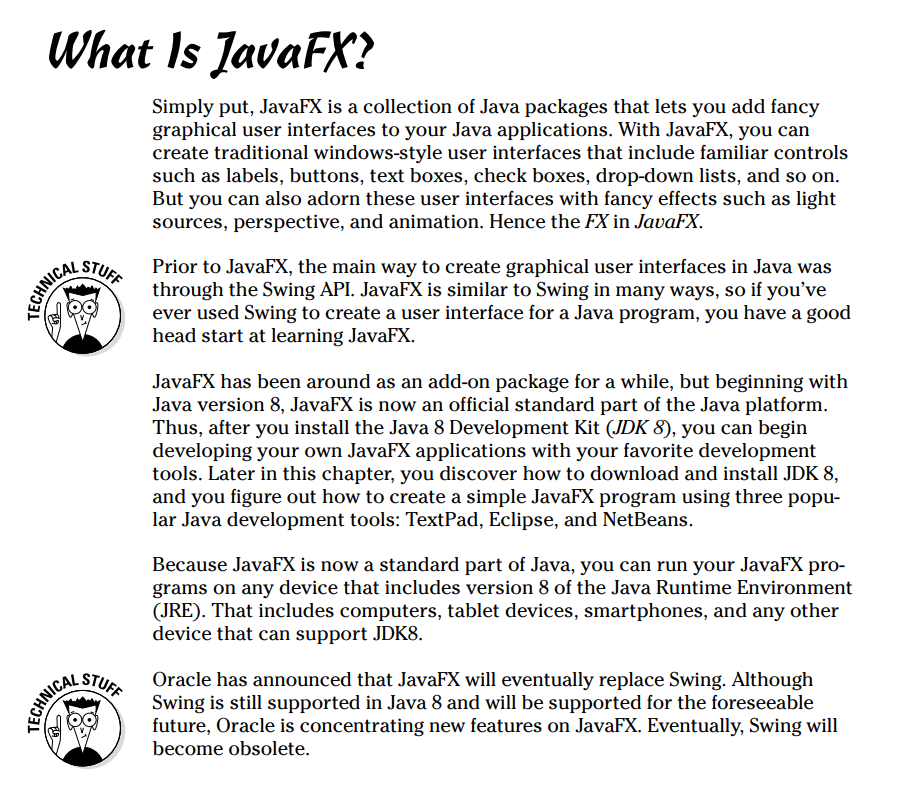 What Is JavaFX?
Simply put, JavaFX is a collection of Java packages that lets you add fancy
graphical user interfaces to your Java applications. With JavaFX, you can
create traditional windows-style user interfaces that include familiar controls
such as labels, buttons, text boxes, check boxes, drop-down lists, and so on.
But you can also adorn these user interfaces with fancy effects such as light
sources, perspective, and animation. Hence the FX in JavaFX.
TECHNICAL STUFF
Prior to JavaFX, the main way to create graphical user interfaces in Java was
through the Swing API. JavaFX is similar to Swing in many ways, so if you’ve
ever used Swing to create a user interface for a Java program, you have a good
head start at learning JavaFX.
JavaFX has been around as an add-on package for a while, but beginning with
Java version 8, JavaFX is now an official standard part of the Java platform.
Thus, after you install the Java 8 Development Kit (JDK 8), you can begin
developing your own JavaFX applications with your favorite development
tools. Later in this chapter, you discover how to download and install JDK 8,
and you figure out how to create a simple JavaFX program using three popu-
lar Java development tools: TextPad, Eclipse, and NetBeans.
Because JavaFX is now a standard part of Java, you can run your JavaFX pro-
grams on any device that includes version 8 of the Java Runtime Environment
(JRE). That includes computers, tablet devices, smartphones, and any other
device that can support JDK8.
TECHNICAL STUFF
Oracle has announced that JavaFX will eventually replace Swing. Although
Swing is still supported in Java 8 and will be supported for the foreseeable
future, Oracle is concentrating new features on JavaFX. Eventually, Swing will
become obsolete.